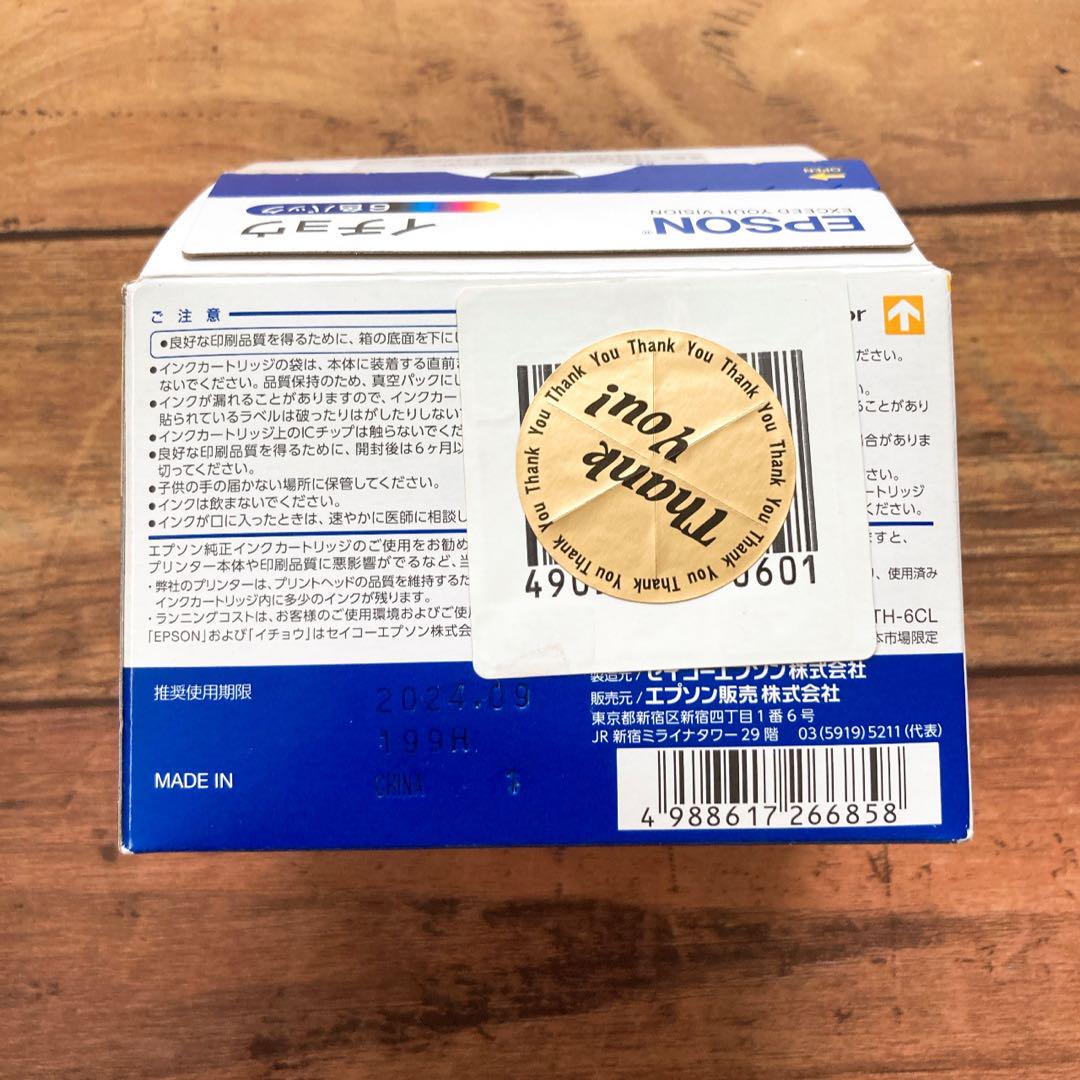 OPEN
EPSON®
EXCEED YOUR VISION
イチョウ
6色パック
ご注意
●良好な印刷品質を得るために、箱の底面を下に
●インクカートリッジの袋は、本体に装着する直前
ないでください。品質保持のため、真空パックに
●インクが漏れることがありますので、インクカー
貼られているラベルは破ったりはがしたりしない
●インクカートリッジ上のICチップは触らないで
●良好な印刷品質を得るために、開封後は6ヶ月
切ってください。
●子供の手の届かない場所に保管してください。
●インクは飲まないでください。
●インクが口に入ったときは、速やかに医師に相談
エプソン純正インクカートリッジのご使用をお勧め
プリンター本体や印刷品質に悪影響がでるなど、
・弊社のプリンターは、プリントヘッドの品質を維持する
インクカートリッジ内に多少のインクが残ります。
・ランニングコストは、お客様のご使用環境およびご使
「EPSON」および「イチョウ」はセイコーエプソン株式会
or
ださい。
ることがあり
場合がありま
さい。
ートリッジ
ください。
ますと、
使用済み
TH-6CL
市場限定
Thank You Thank You Thank You Thank You Thank You Thank You Thank You Thank You
Thank
you!
490
0601
推奨使用期限
2024.09
199H
MADE IN
CHINA
製造元/セイコーエプソン株式会社
販売元/エプソン販売株式会社
東京都新宿区新宿四丁目1番6号
JR新宿ミライナタワー29階 03(5919)5211(代表)
4 988617 266858